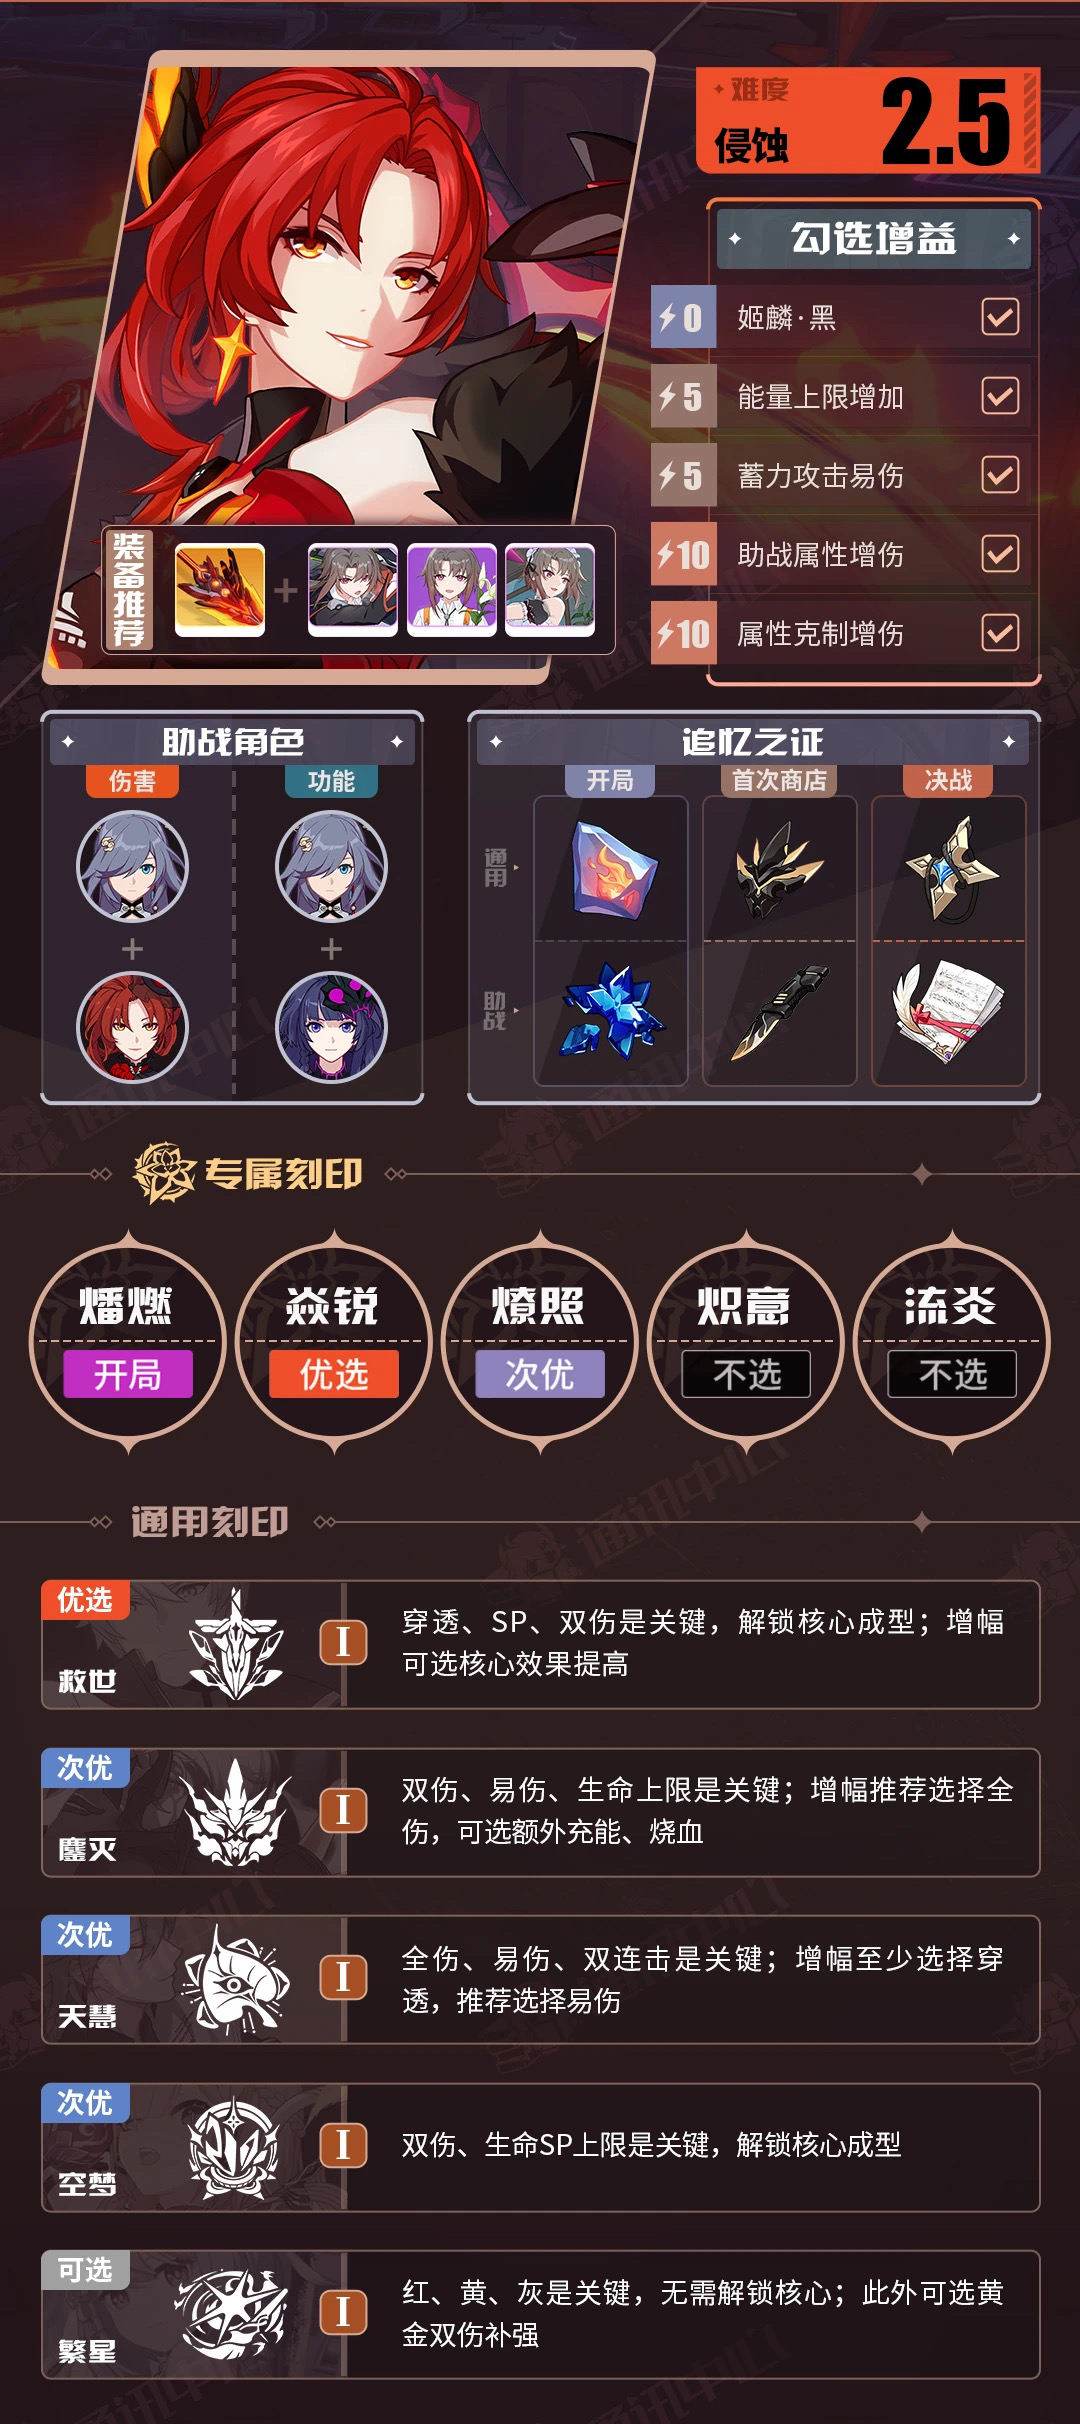 难度
侵蚀 2.5
勾选增益
0 姬麟·黑
5 能量上限增加
5 蓄力攻击易伤
10 助战属性增伤
10 属性克制增伤
装备推荐
助战角色
伤害 功能
追忆之证
开局 首次商店 决战
通用
助战
专属刻印
燔燃 焱锐 燎照 炽意 流炎
开局 优选 次优 不选 不选
通用刻印
优选
救世
I
穿透、SP、双伤是关键，解锁核心成型；增幅
可选核心效果提高
次优
鏖灭
I
双伤、易伤、生命上限是关键；增幅推荐选择全
伤，可选额外充能、烧血
次优
天慧
I
全伤、易伤、双连击是关键；增幅至少选择穿
透，推荐选择易伤
次优
空梦
I
双伤、生命SP上限是关键，解锁核心成型
可选
繁星
I
红、黄、灰是关键，无需解锁核心；此外可选黄
金双伤补强
通讯中心